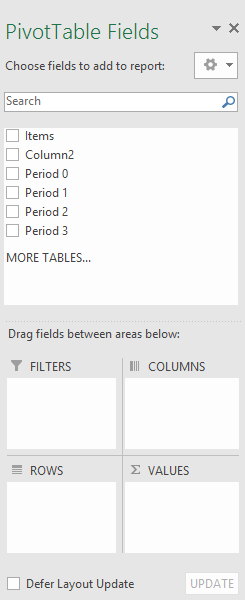 PivotTable Fields
Choose fields to add to report:
Search
Items
Column2
Period 0
Period 1
Period 2
Period 3
MORE TABLES...
Drag fields between areas below:
FILTERS
COLUMNS
ROWS
Σ VALUES
Defer Layout Update
UPDATE